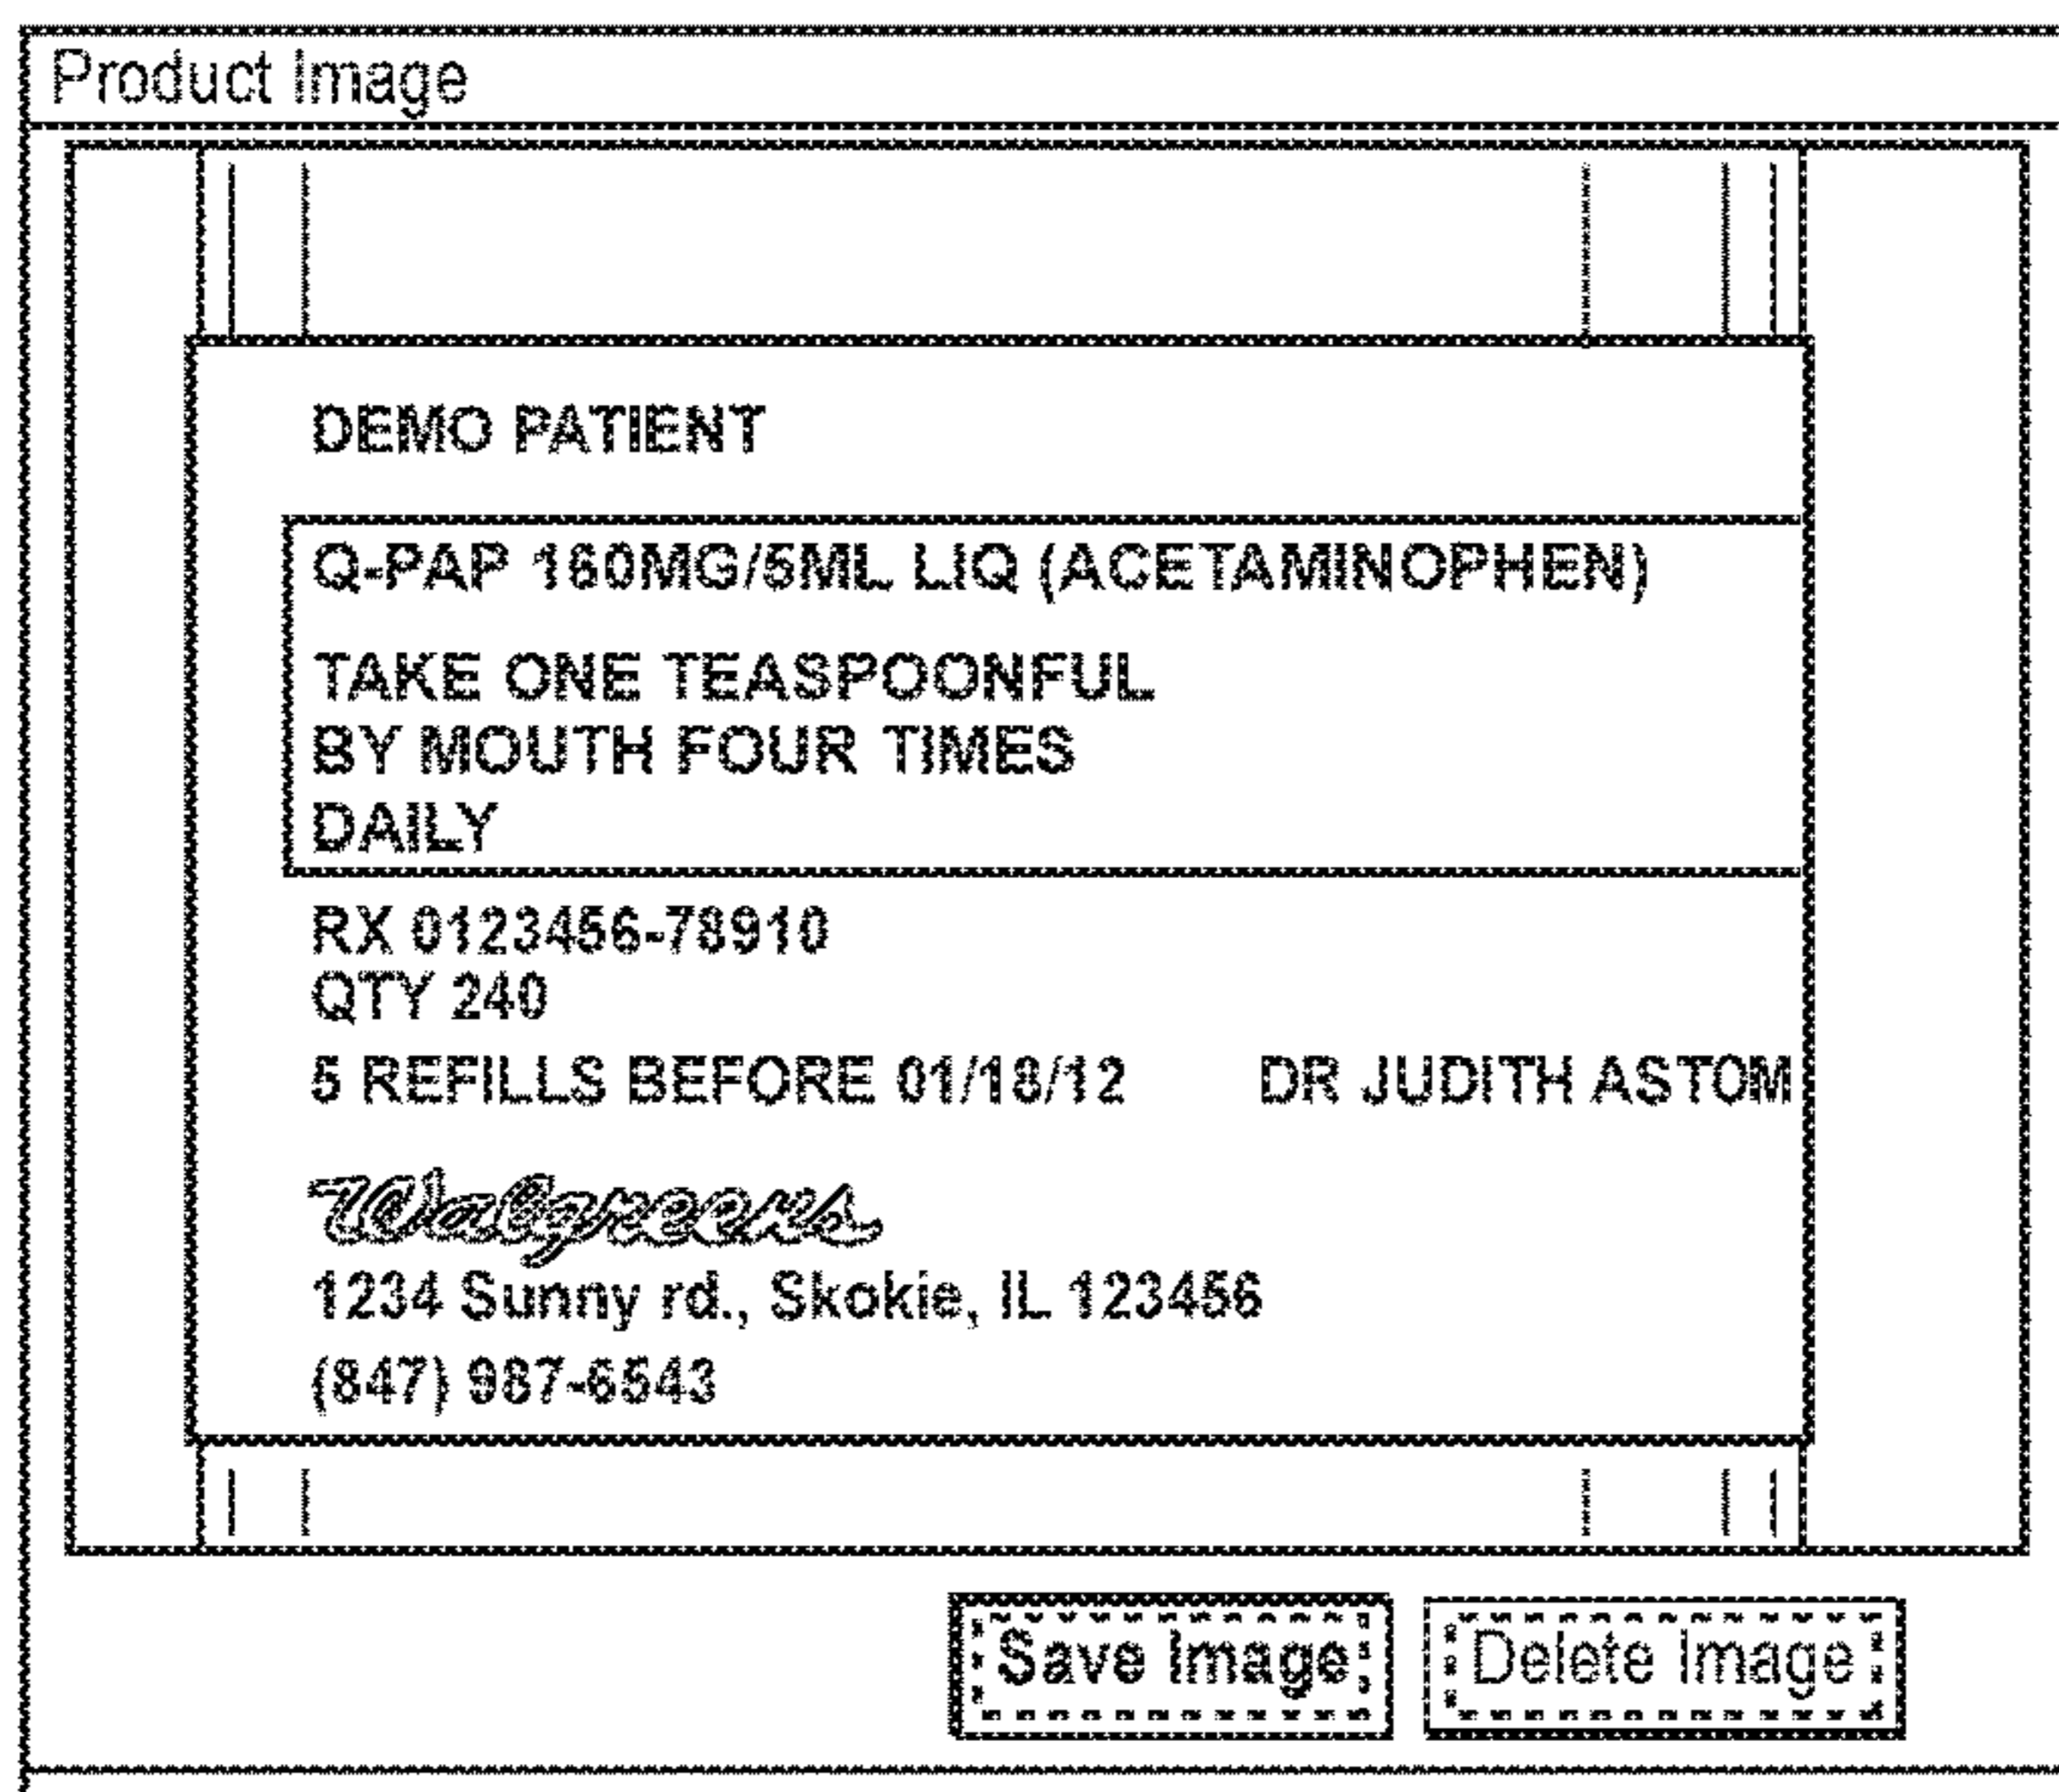 Product Image
DEMO PATIENT
Q-PAP 160MG/5ML LIQ (ACETAMINOPHEN)
TAKE ONE TEASPOONFUL
BY MOUTH FOUR TIMES
DAILY
RX 0123456-78910
QTY 240
5 REFILLS BEFORE 01/18/12 DR JUDITH ASTOM
Walgreens
1234 Sunny rd., Skokie, IL 123456
(847) 987-6543
Save Image Delete Image